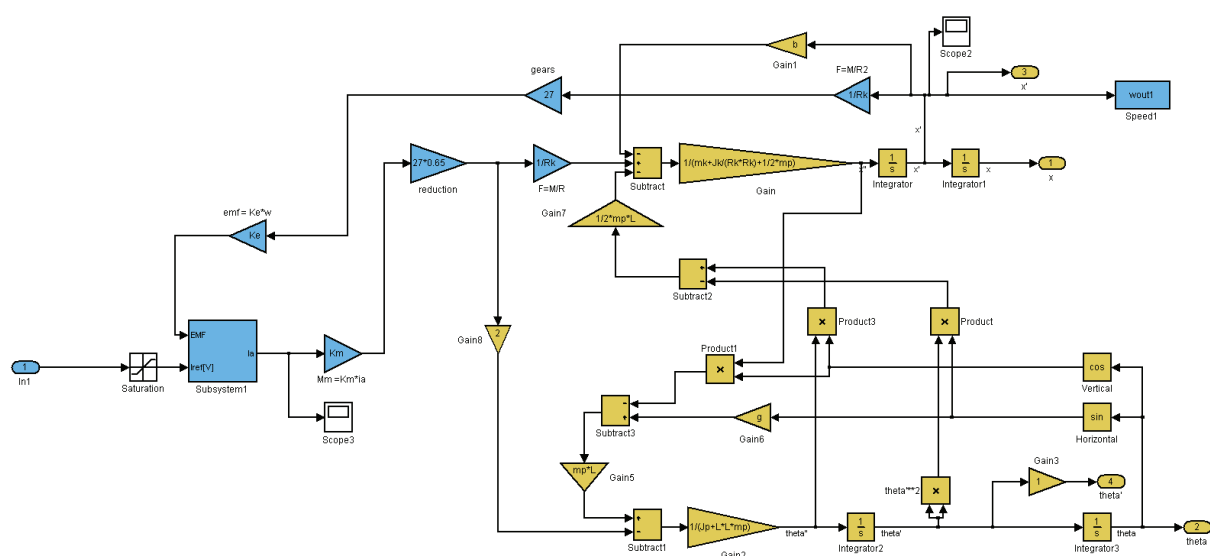 b
Gain1
Scope2
gears
27
F=M/R2
1/Rk
3
x'
wout1
Speed1
x'
27*0.65
reduction
1/Rk
F=M/R
-
+
-
Subtract
1/(mk+Jk/(Rk*Rk)+1/2*mp)
Gain
x''
1
s
x'
Integrator
1
s
x
Integrator1
1
x
Gain7
1/2*mp*L
emf = Ke*w
Ke
+
-
Subtract2
×
Product3
×
Product
1
In1
Saturation
EMF
Iref[V]
Ia
Subsystem1
Km
Mm =Km*ia
Scope3
2
Gain8
Product1
×
cos
Vertical
-
+
Subtract3
g
Gain6
sin
Horizontal
mp*L
Gain5
theta'**2
×
Gain3
1
4
theta'
+
-
Subtract1
1/(Jp+L*L*mp)
Gain2
theta''
1
s
theta'
Integrator2
1
s
theta
Integrator3
2
theta